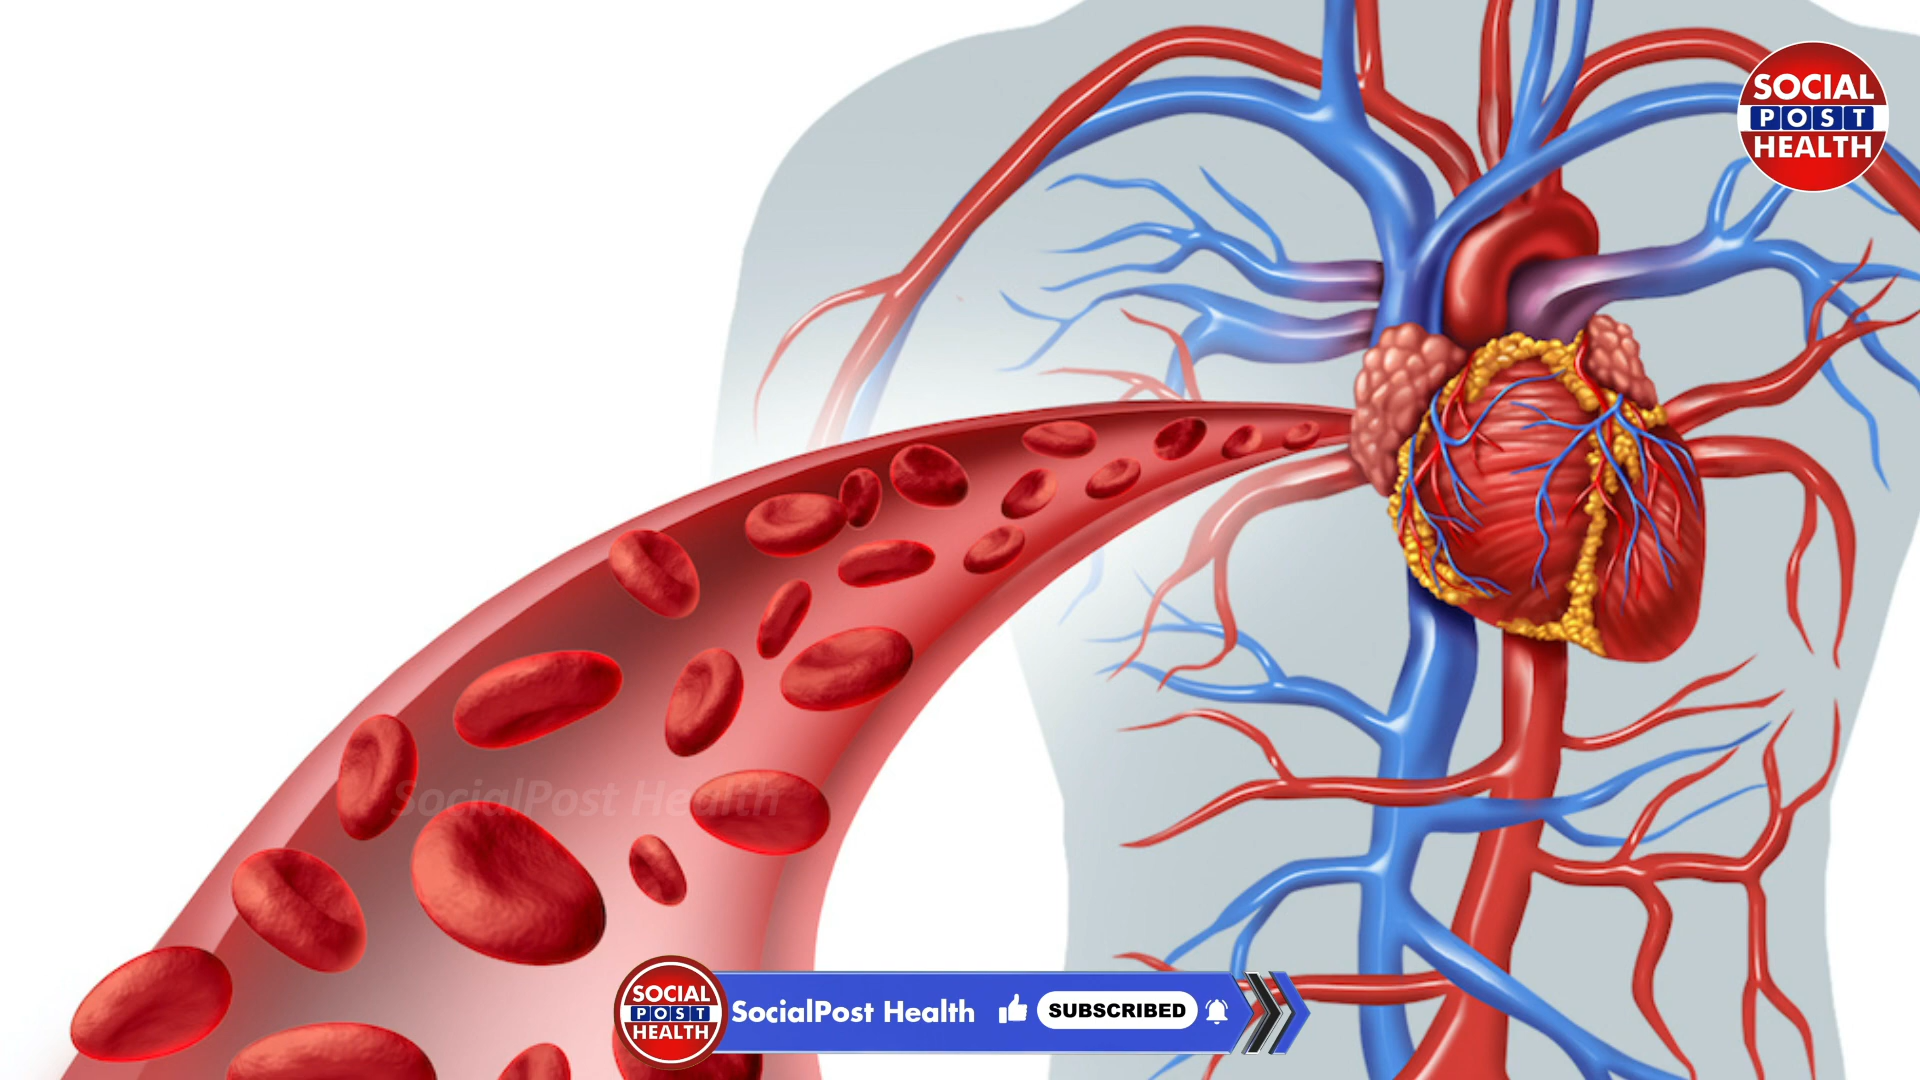 SOCIAL
POST
HEALTH
SocialPost Health
SOCIAL
POST
HEALTH
SocialPost Health
SUBSCRIBED